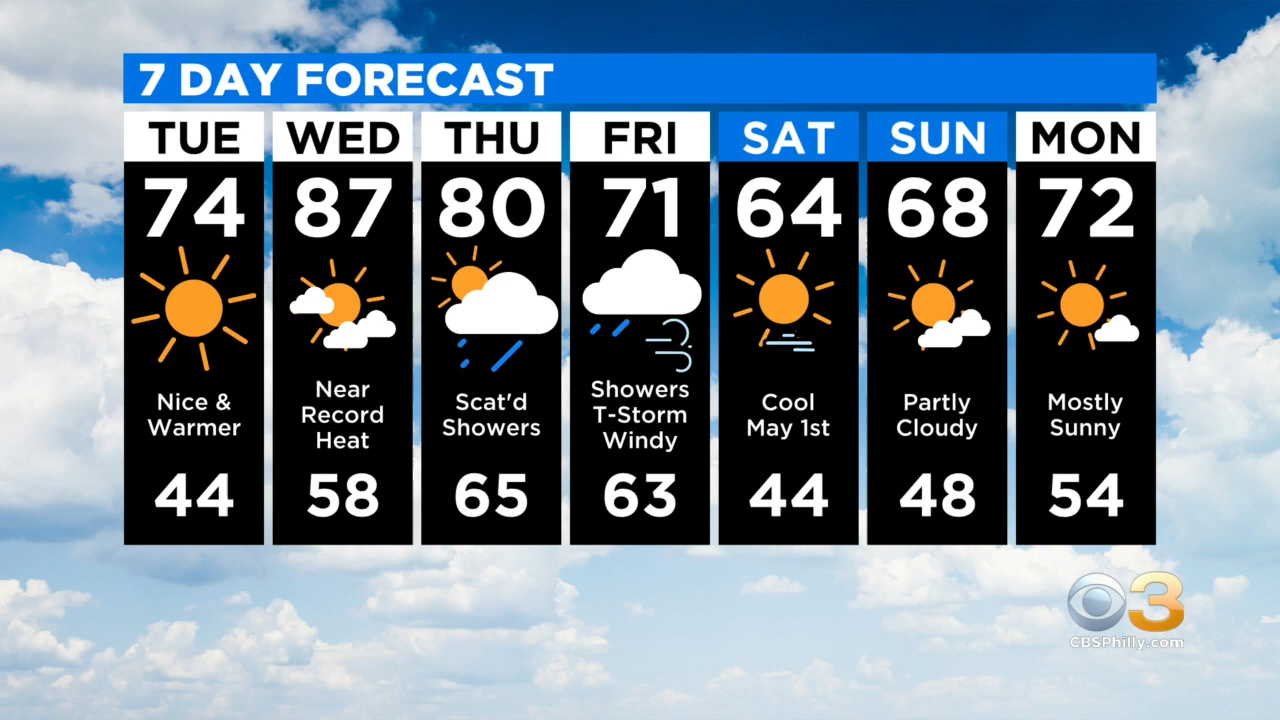 7 DAY FORECAST
TUE WED THU FRI SAT SUN MON
74 87 80 71 64 68 72
Nice &
Warmer
Near
Record
Heat
Scat'd
Showers
Showers
T-Storm
Windy
Cool
May 1st
Partly
Cloudy
Mostly
Sunny
44 58 65 63 44 48 54
3
CBSPhilly.com